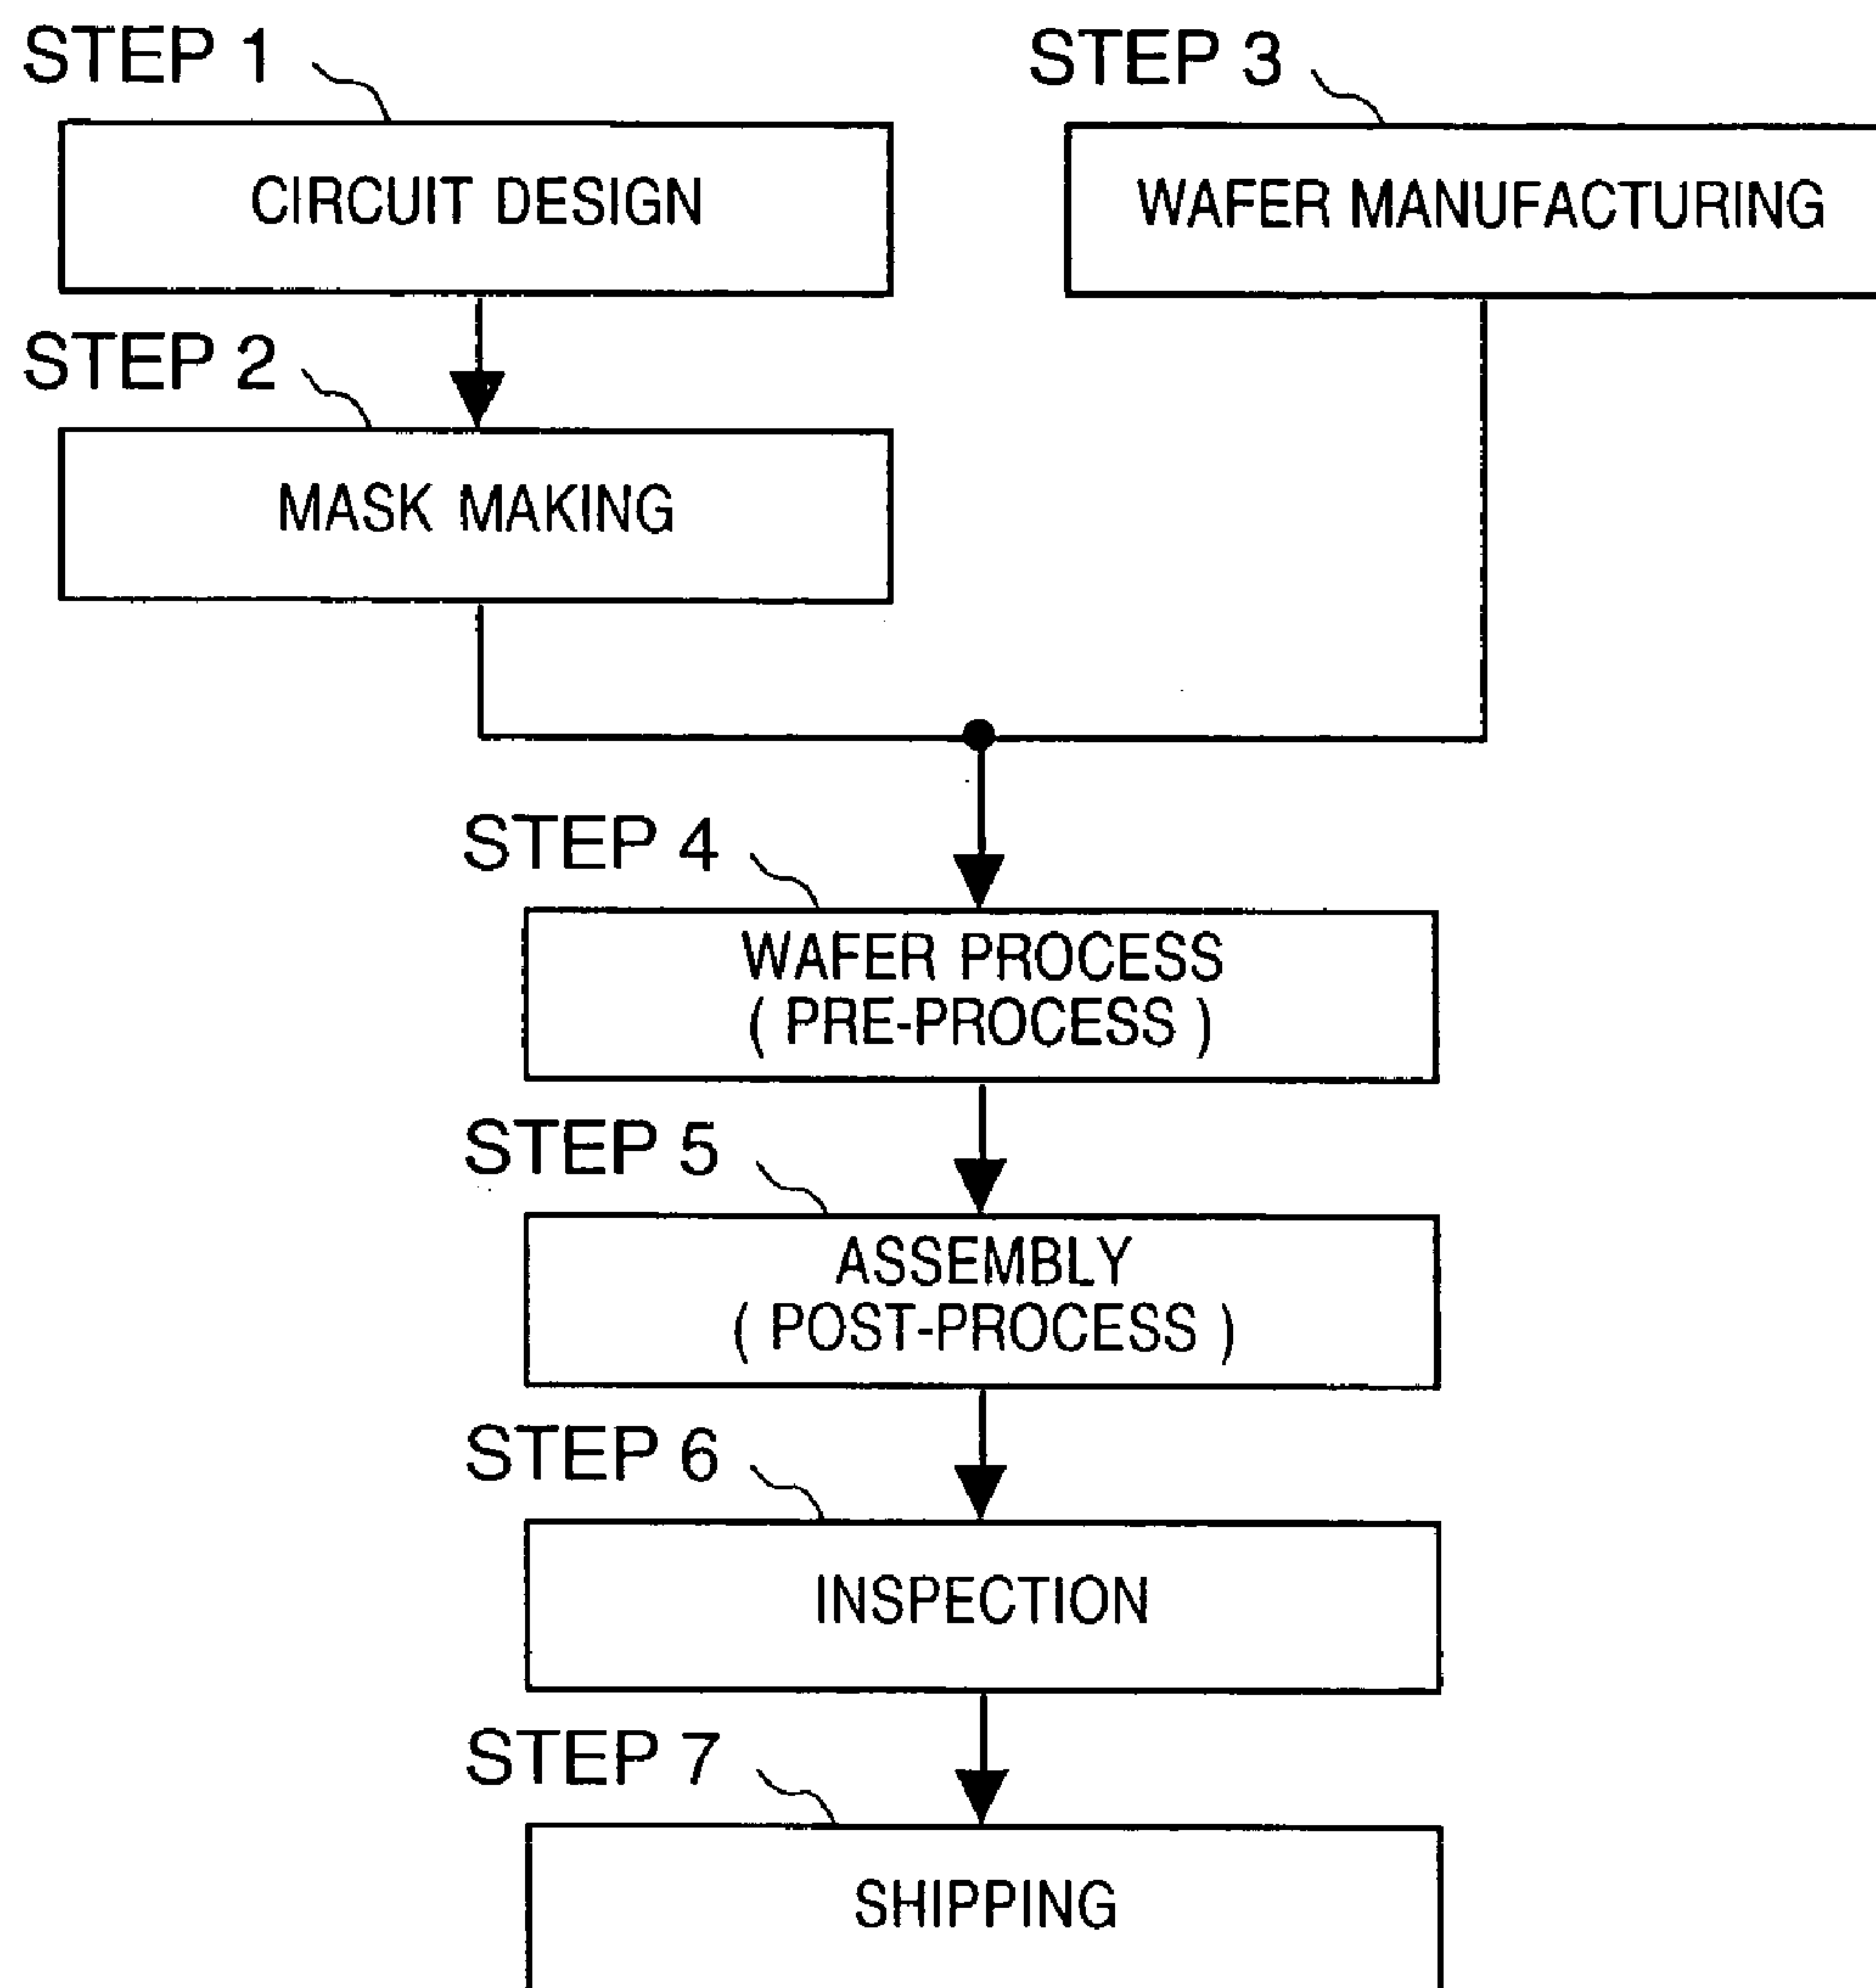 STEP 1
CIRCUIT DESIGN
STEP 2
MASK MAKING
STEP 3
WAFER MANUFACTURING
STEP 4
WAFER PROCESS
( PRE-PROCESS )
STEP 5
ASSEMBLY
( POST-PROCESS )
STEP 6
INSPECTION
STEP 7
SHIPPING